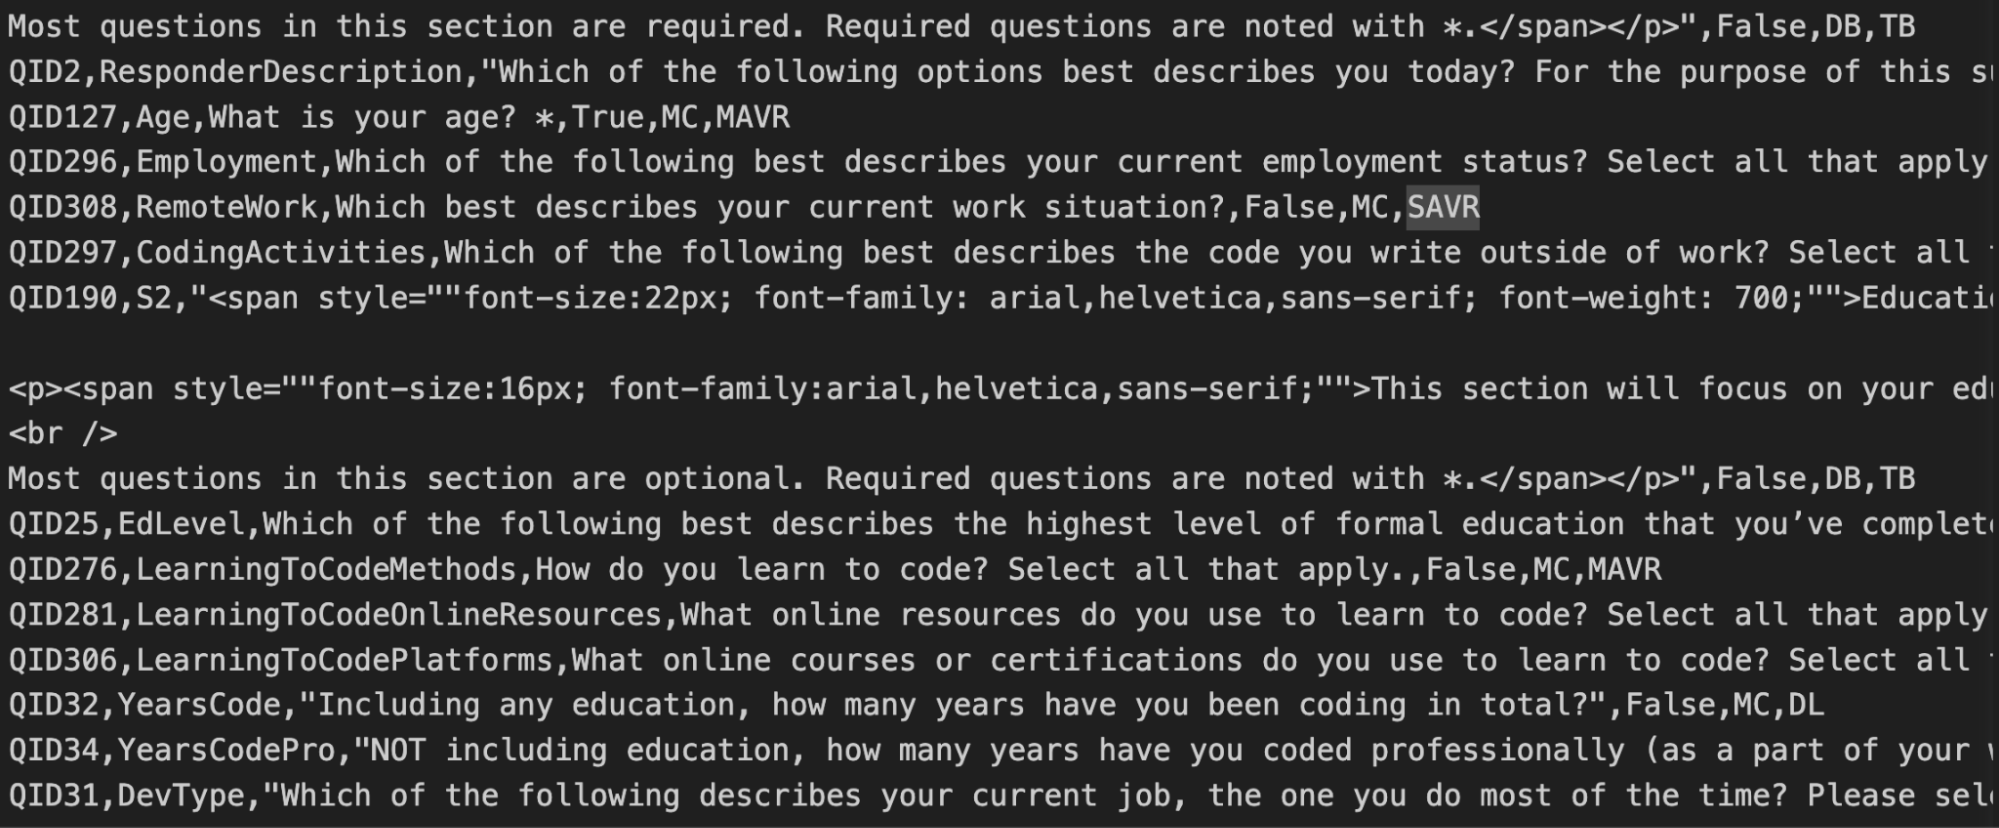 Most questions in this section are required. Required questions are noted with *.</span></p>",False,DB,TB
QID2,ResponderDescription,"Which of the following options best describes you today? For the purpose of this
QID127,Age,What is your age? *,True,MC,MAVR
QID296,Employment,Which of the following best describes your current employment status? Select all that apply
QID308,RemoteWork,Which best describes your current work situation?,False,MC,SAVR
QID297,CodingActivities,Which of the following best describes the code you write outside of work? Select all
QID190,S2,"<span style=""font-size:22px; font-family: arial,helvetica,sans-serif; font-weight: 700;"">Educati
<p><span style=""font-size:16px; font-family:arial,helvetica,sans-serif;"">This section will focus on your
<br />
Most questions in this section are optional. Required questions are noted with *.</span></p>",False,DB,TB
QID25,EdLevel,Which of the following best describes the highest level of formal education that you’ve complet
QID276,LearningToCodeMethods,How do you learn to code? Select all that apply.,False,MC,MAVR
QID281,LearningToCodeOnlineResources,What online resources do you use to learn to code? Select all that apply
QID306,LearningToCodePlatforms,What online courses or certifications do you use to learn to code? Select all
QID32,YearsCode,"Including any education, how many years have you been coding in total?",False,MC,DL
QID34,YearsCodePro,"NOT including education, how many years have you coded professionally (as a part of your
QID31,DevType,"Which of the following describes your current job, the one you do most of the time? Please sel